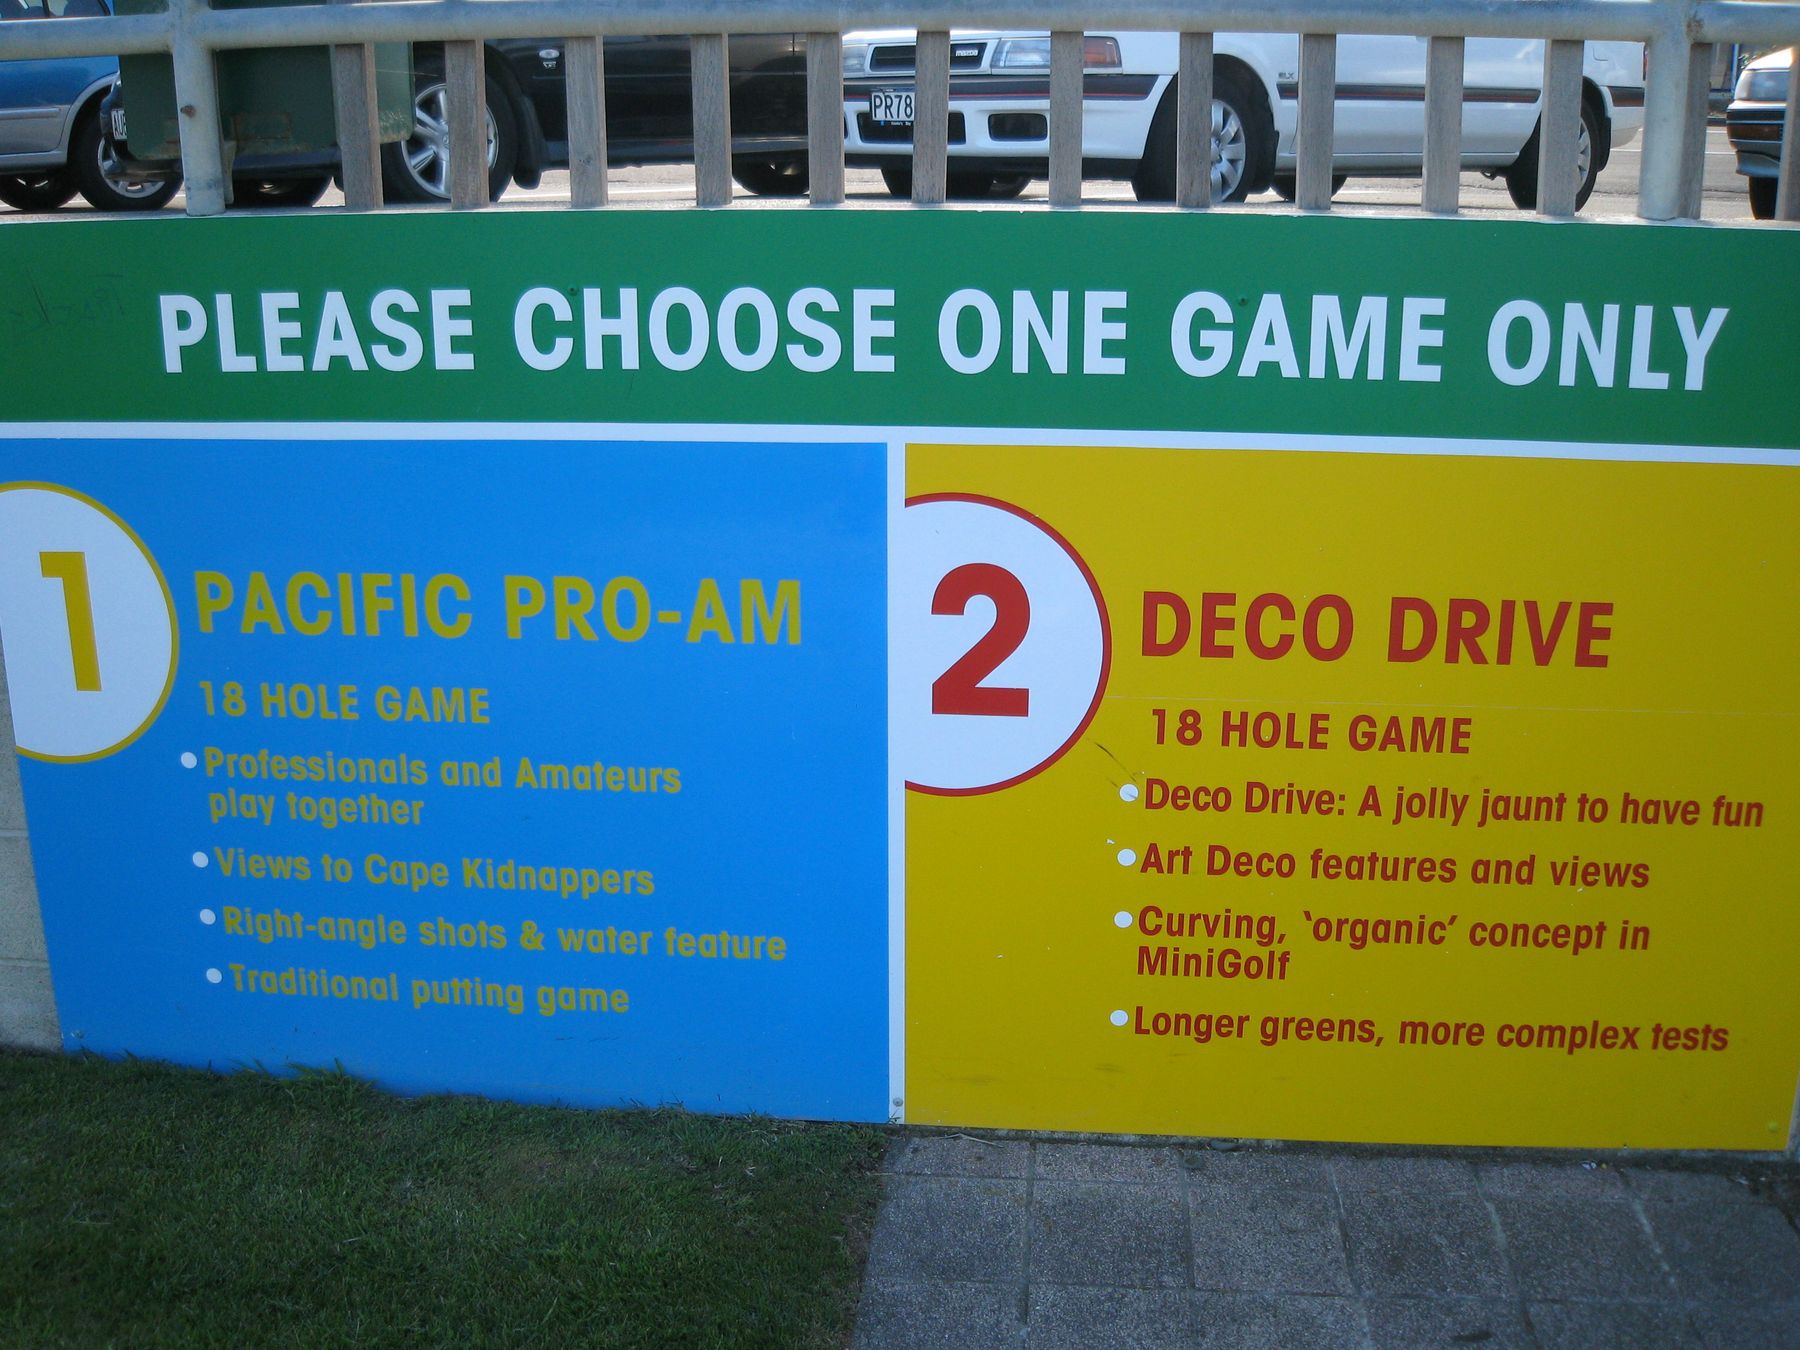 mazda
PR78
PLEASE CHOOSE ONE GAME ONLY
1
PACIFIC PRO-AM
18 HOLE GAME
Professionals and Amateurs
play together
Views to Cape Kidnappers
Right-angle shots & water feature
Traditional putting game
2
DECO DRIVE
18 HOLE GAME
Deco Drive: A jolly jaunt to have fun
Art Deco features and views
Curving, 'organic' concept in
MiniGolf
Longer greens, more complex tests